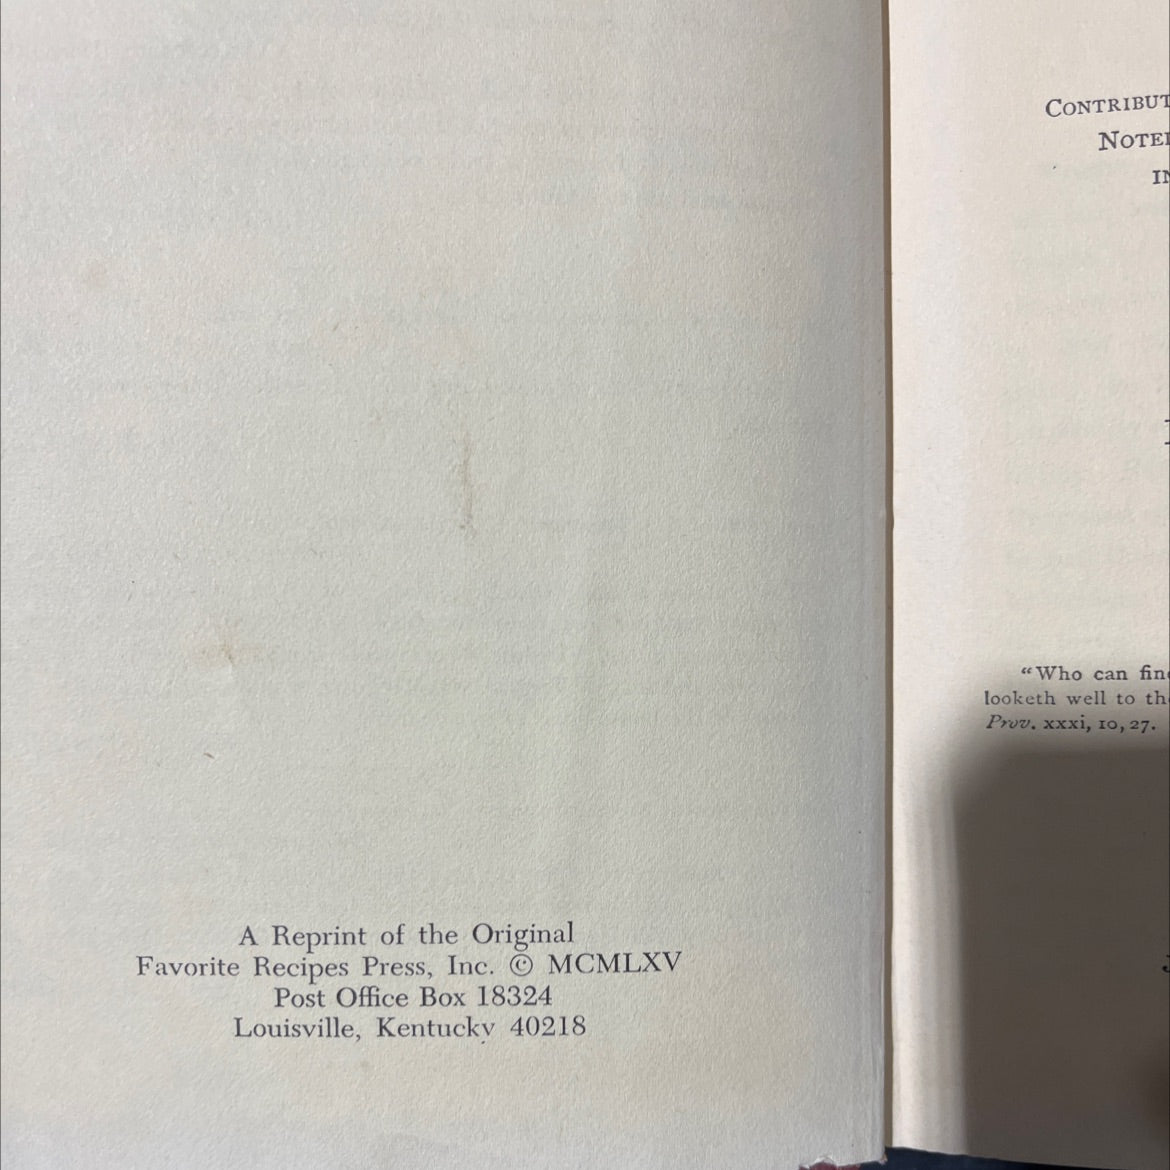 A Reprint of the Original
Favorite Recipes Press, Inc. © MCMLXV
Post Office Box 18324
Louisville, Kentucky 40218
CONTRIBUT
NOTE
IN
“Who can fin
looketh well to th
Prov. xxxi, 10, 27.